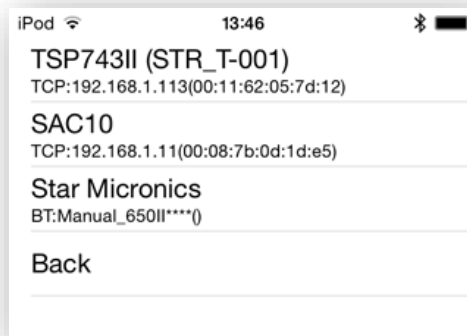 iPod 13:46
TSP743II (STR_T-001)
TCP:192.168.1.113(00:11:62:05:7d:12)
SAC10
TCP:192.168.1.11(00:08:7b:0d:1d:e5)
Star Micronics
BT:Manual_650II****()
Back